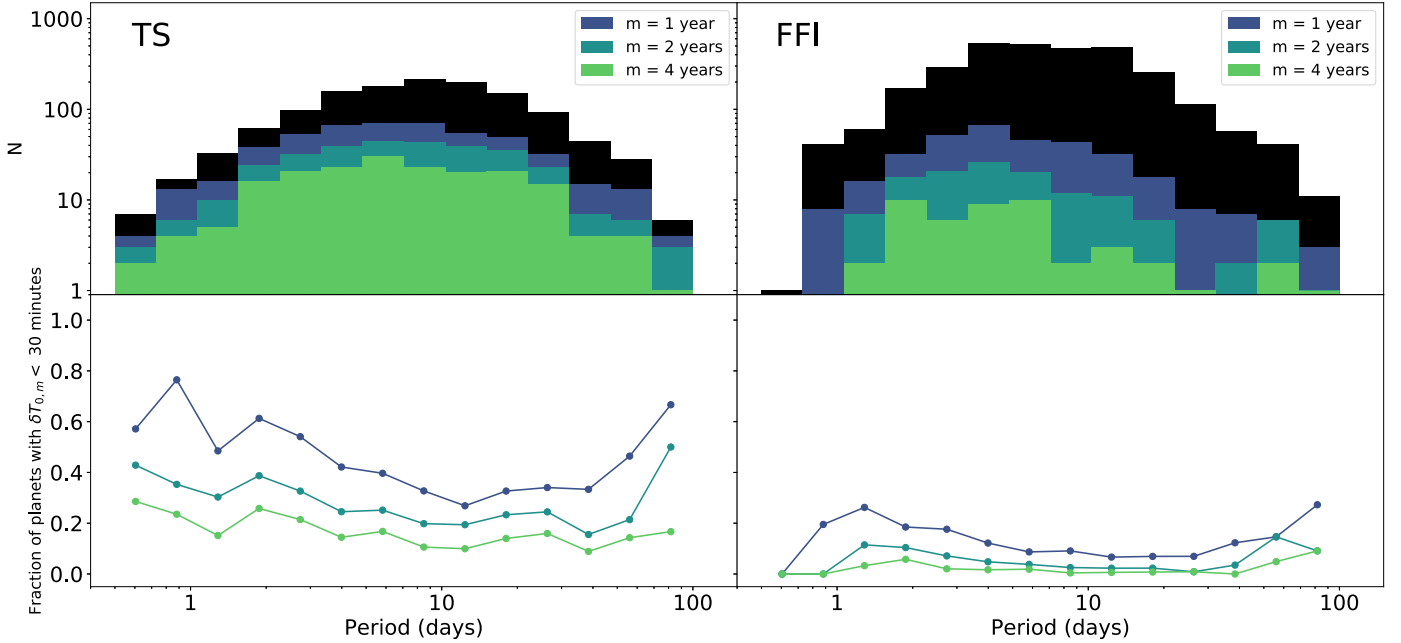 TS
m = 1 year
m = 2 years
m = 4 years
FFI
m = 1 year
m = 2 years
m = 4 years
1000
100
10
1
N
1.0
0.8
0.6
0.4
0.2
0.0
Fraction of planets with δT0,m < 30 minutes
1
10
100
1
10
100
Period (days)
Period (days)